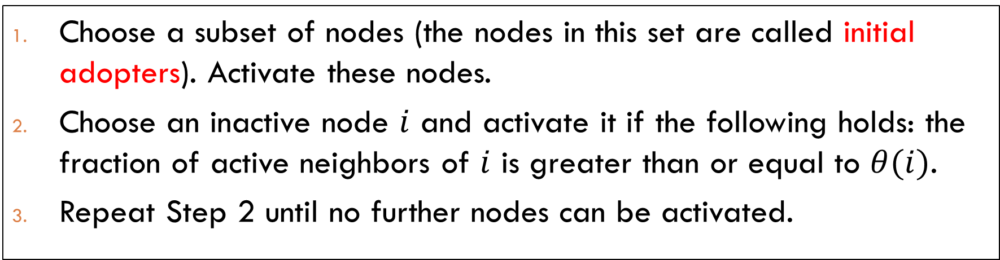 1. Choose a subset of nodes (the nodes in this set are called initial
adopters). Activate these nodes.
2. Choose an inactive node 𝑖 and activate it if the following holds: the
fraction of active neighbors of 𝑖 is greater than or equal to 𝜃(𝑖).
3. Repeat Step 2 until no further nodes can be activated.